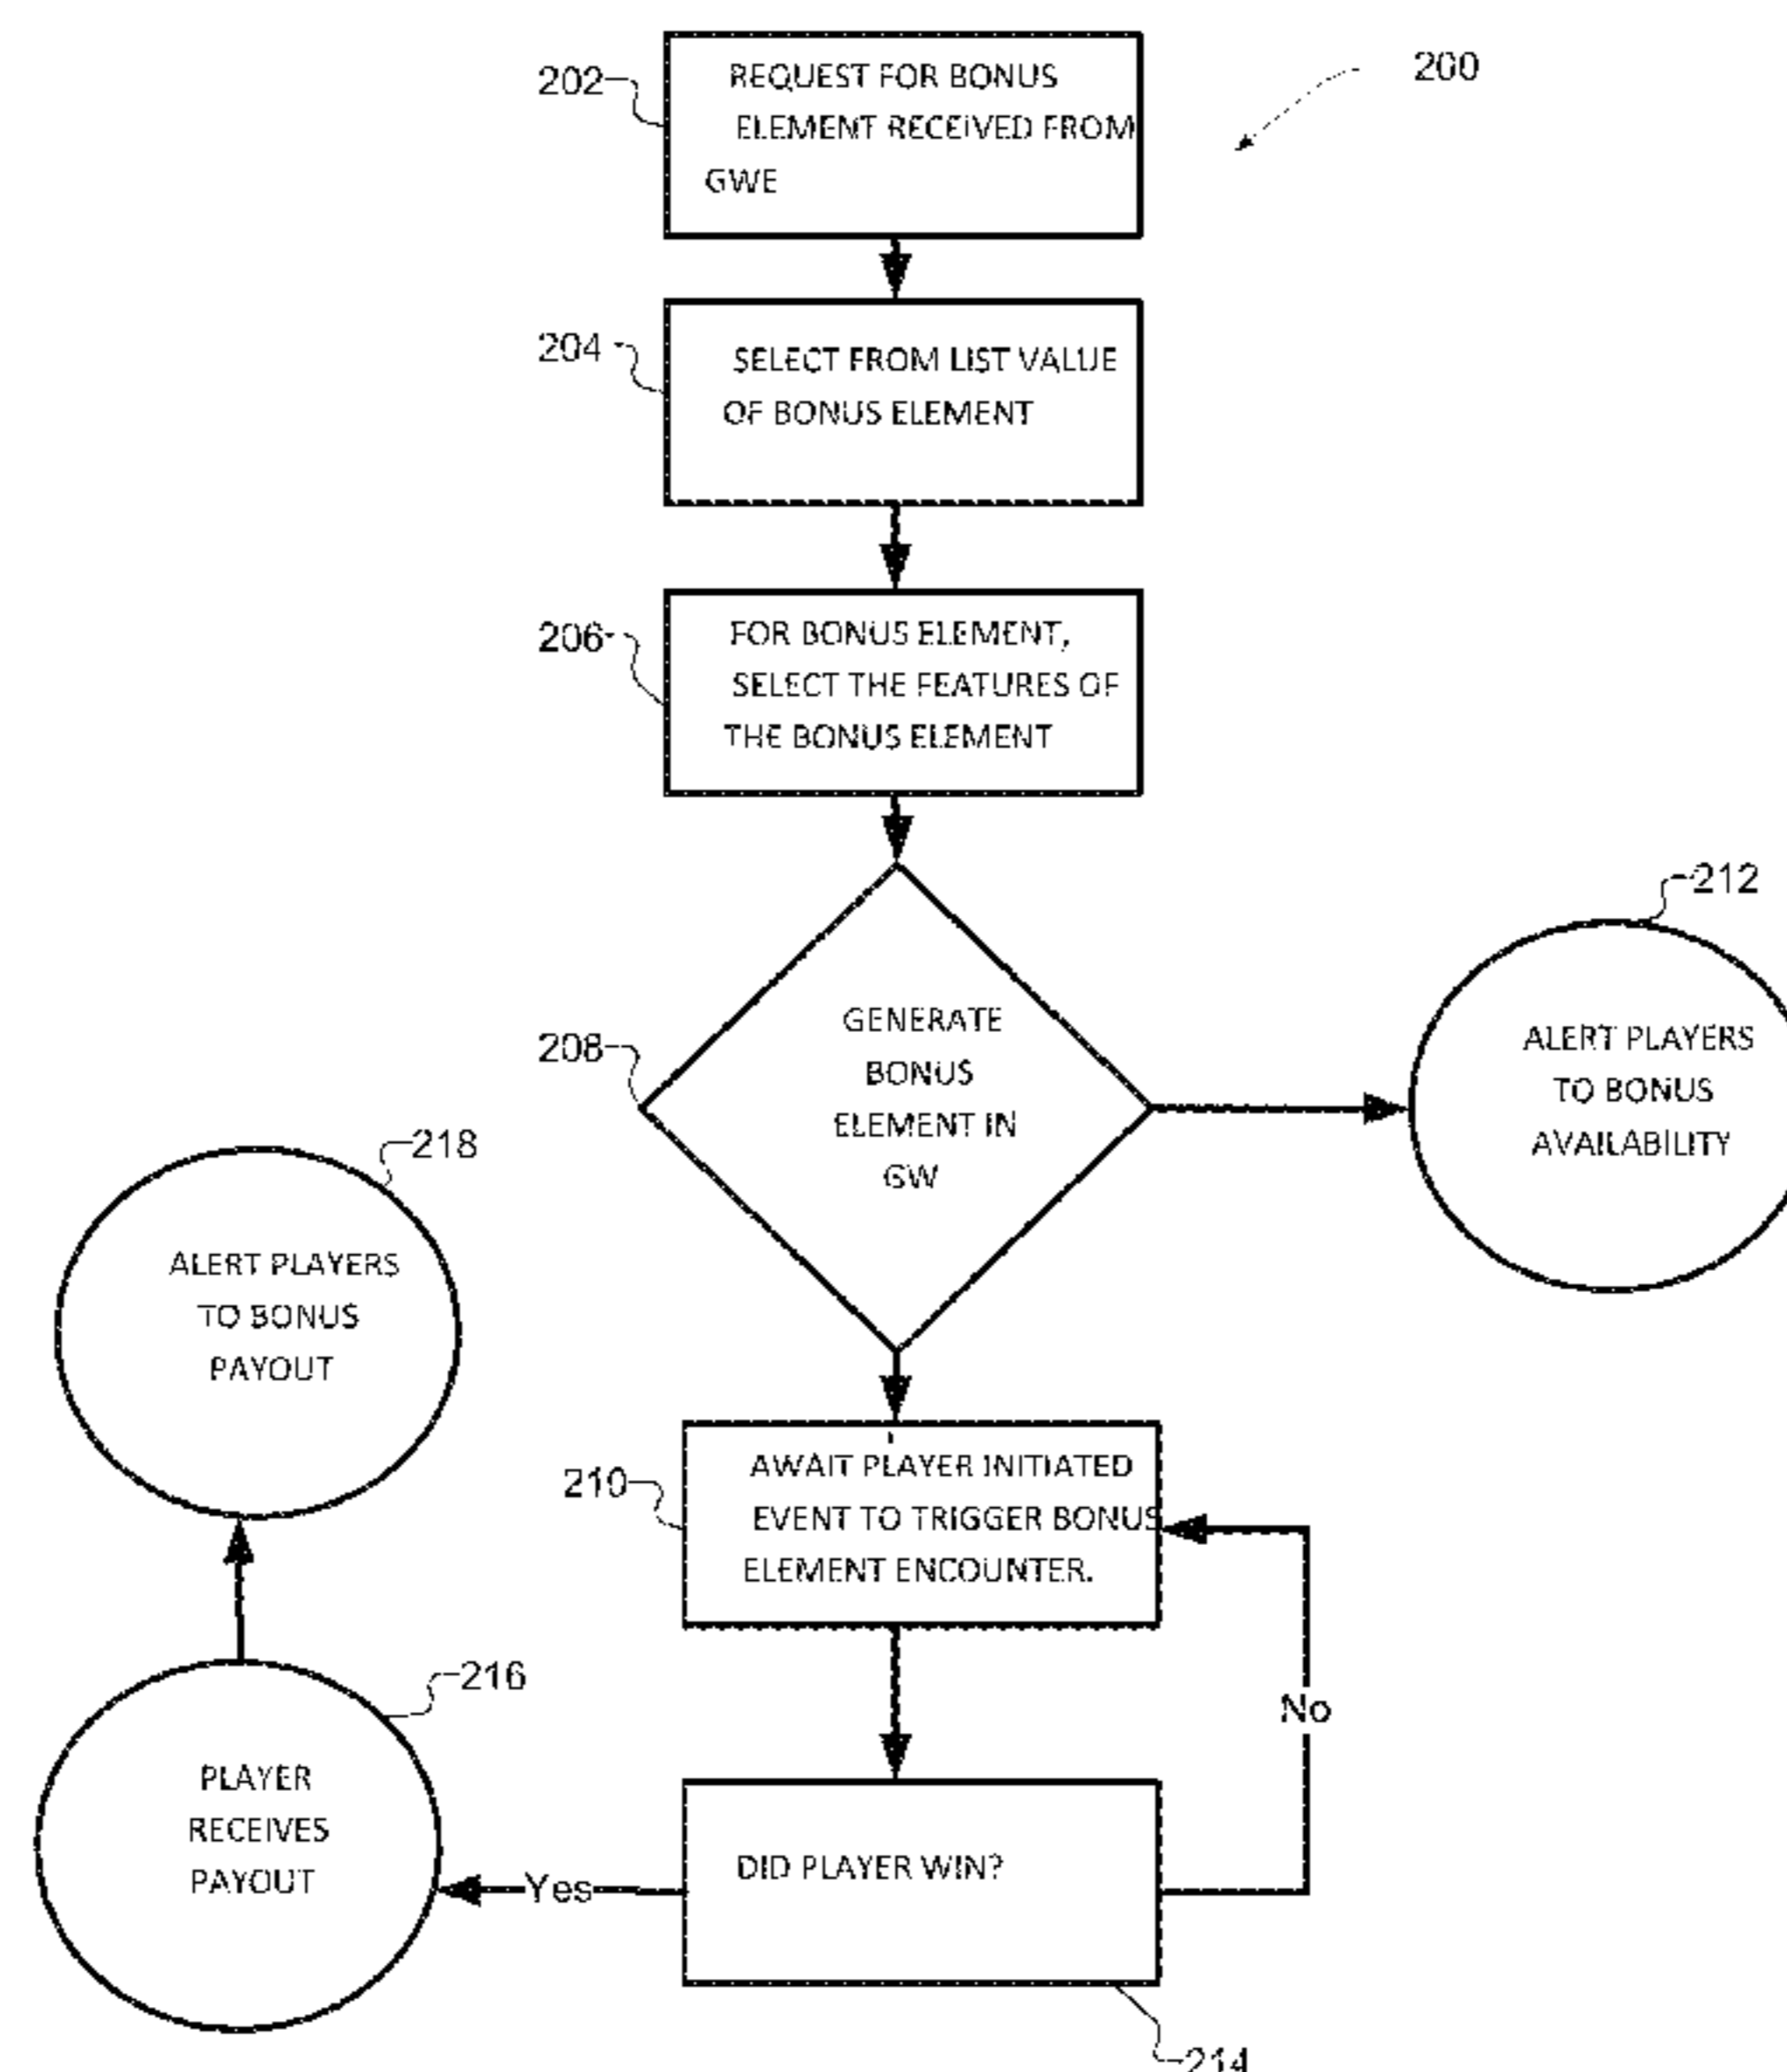 200
202
REQUEST FOR BONUS
ELEMENT RECEIVED FROM
GWE
204
SELECT FROM LIST VALUE
OF BONUS ELEMENT
206
FOR BONUS ELEMENT,
SELECT THE FEATURES OF
THE BONUS ELEMENT
208
GENERATE
BONUS
ELEMENT IN
GW
212
ALERT PLAYERS
TO BONUS
AVAILABILITY
210
AWAIT PLAYER INITIATED
EVENT TO TRIGGER BONUS
ELEMENT ENCOUNTER.
No
214
DID PLAYER WIN?
Yes
216
PLAYER
RECEIVES
PAYOUT
218
ALERT PLAYERS
TO BONUS
PAYOUT